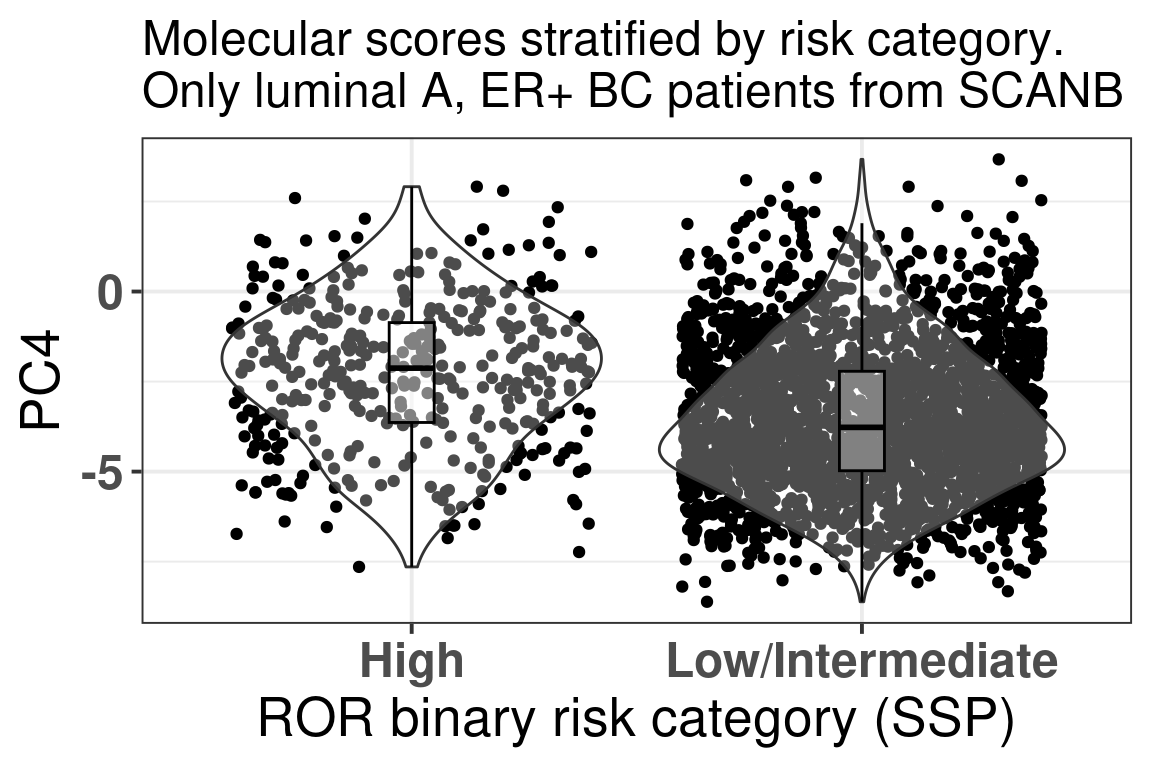 Molecular scores stratified by risk category.
Only luminal A, ER+ BC patients from SCANB
PC4
0
-5
High Low/Intermediate
ROR binary risk category (SSP)